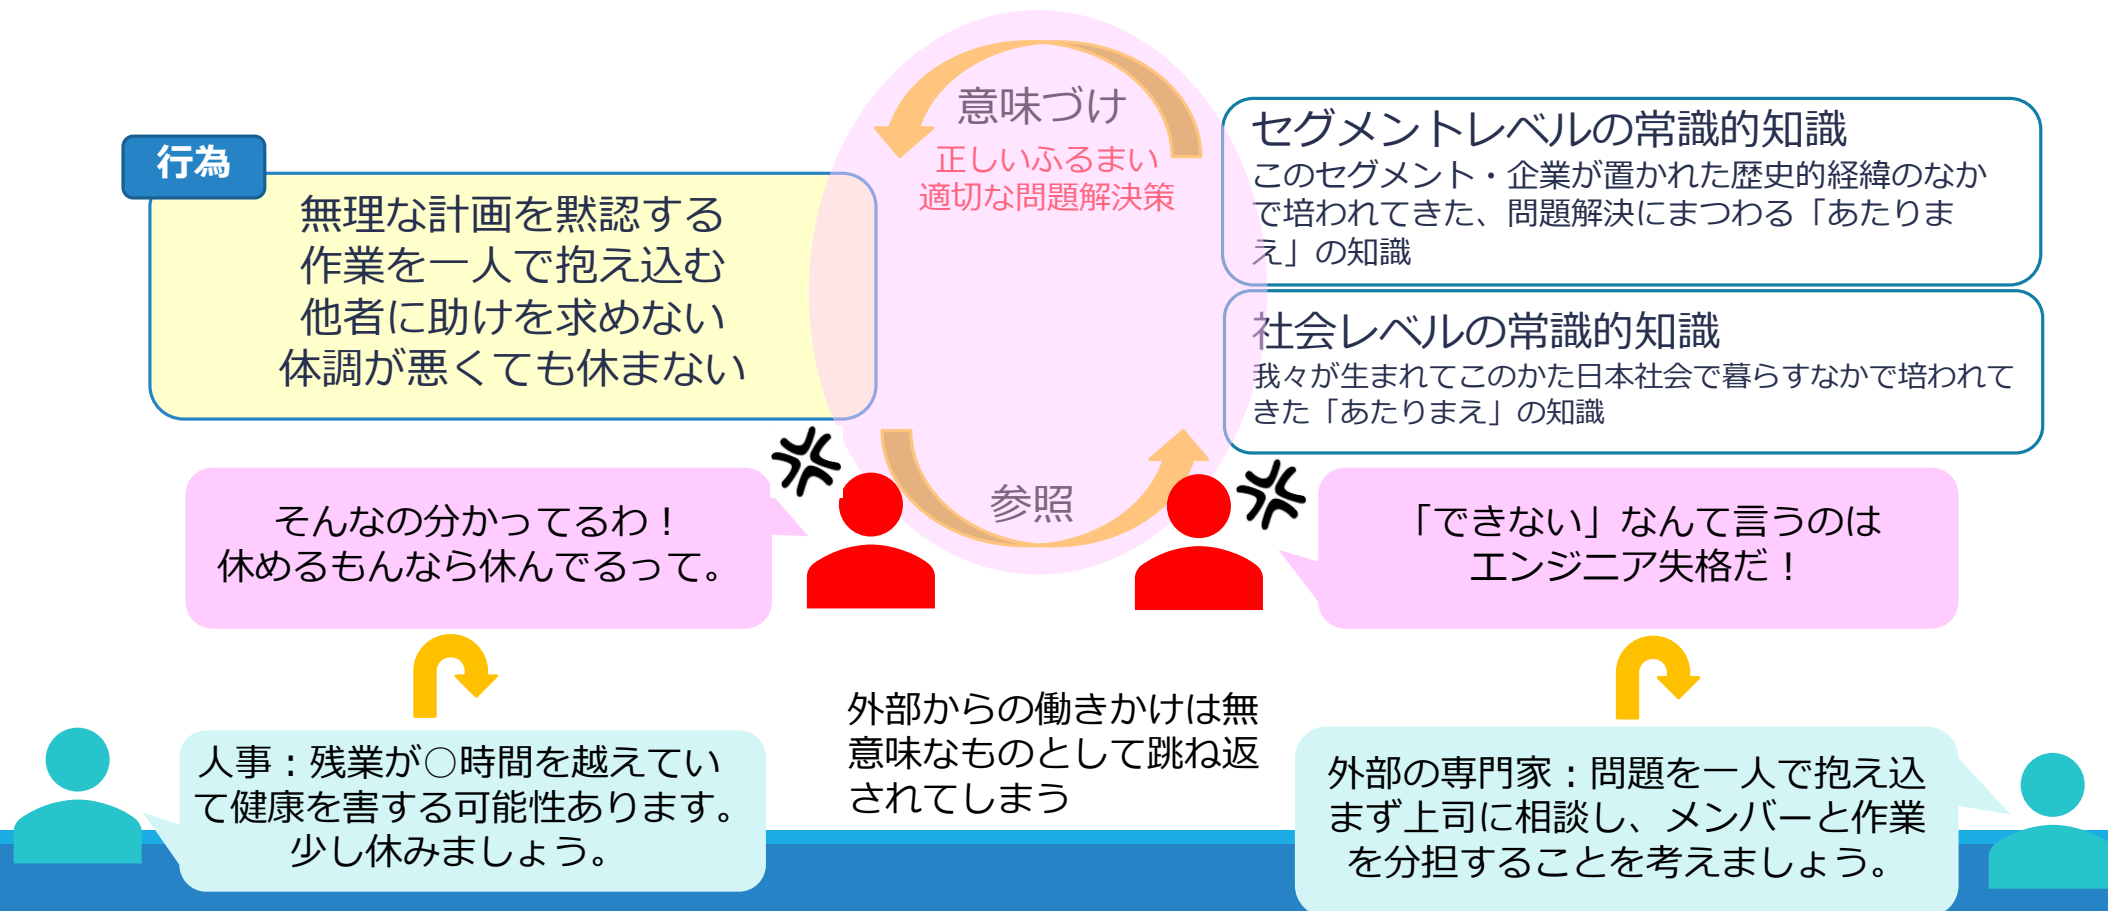 意味づけ
正しいふるまい
適切な問題解決策
行為
無理な計画を黙認する
作業を一人で抱え込む
他者に助けを求めない
体調が悪くても休まない
セグメントレベルの常識的知識
このセグメント・企業が置かれた歴史的経緯のなか
で培われてきた、問題解決にまつわる「あたりま
え」の知識
社会レベルの常識的知識
我々が生まれてこのかた日本社会で暮らすなかで培われて
きた「あたりまえ」の知識
参照
そんなの分かってるわ！
休めるもんなら休んでるって。
「できない」なんて言うのは
エンジニア失格だ！
外部からの働きかけは無
意味なものとして跳ね返
されてしまう
人事：残業が○時間を越えてい
て健康を害する可能性あります。
少し休みましょう。
外部の専門家：問題を一人で抱え込
まず上司に相談し、メンバーと作業
を分担することを考えましょう。